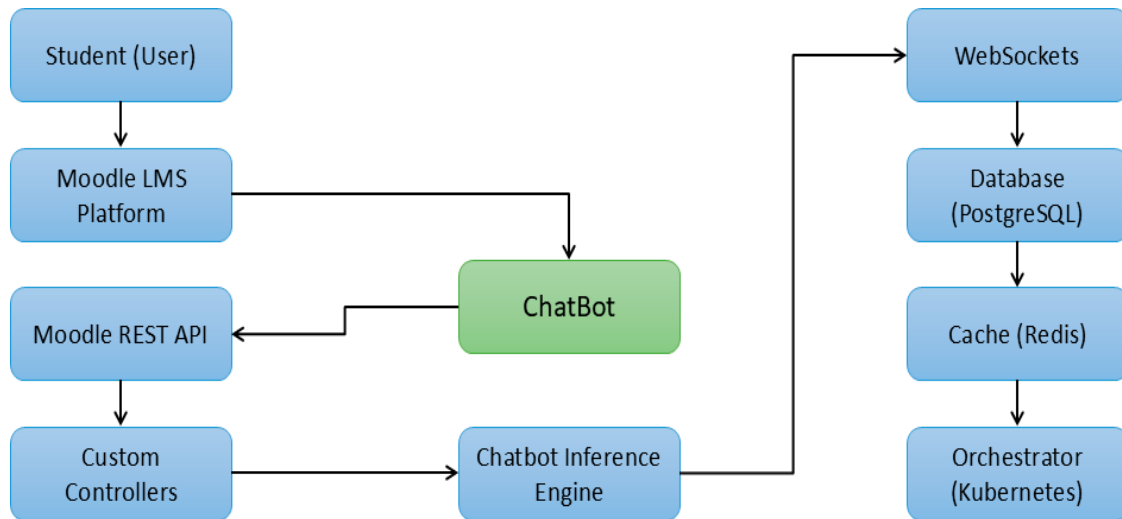 Student (User)
Moodle LMS
Platform
ChatBot
Moodle REST API
Custom
Controllers
Chatbot Inference
Engine
WebSockets
Database
(PostgreSQL)
Cache (Redis)
Orchestrator
(Kubernetes)